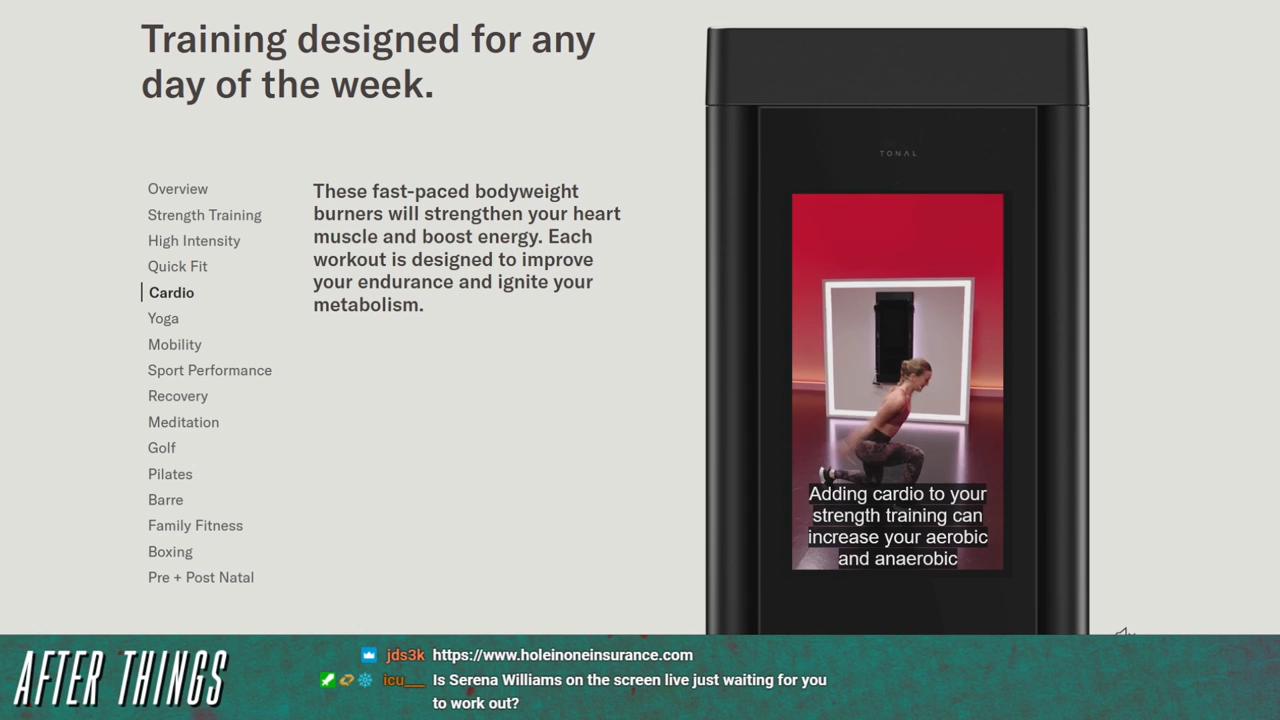 Training designed for any
day of the week.
Overview
Strength Training
High Intensity
Quick Fit
Cardio
Yoga
Mobility
Sport Performance
Recovery
Meditation
Golf
Pilates
Barre
Family Fitness
Boxing
Pre + Post Natal
These fast-paced bodyweight
burners will strengthen your heart
muscle and boost energy. Each
workout is designed to improve
your endurance and ignite your
metabolism.
TONAL
Adding cardio to your
strength training can
increase your aerobic
and anaerobic
AFTER THINGS
jds3k https://www.holeinoneinsurance.com
icu___ Is Serena Williams on the screen live just waiting for you
to work out?